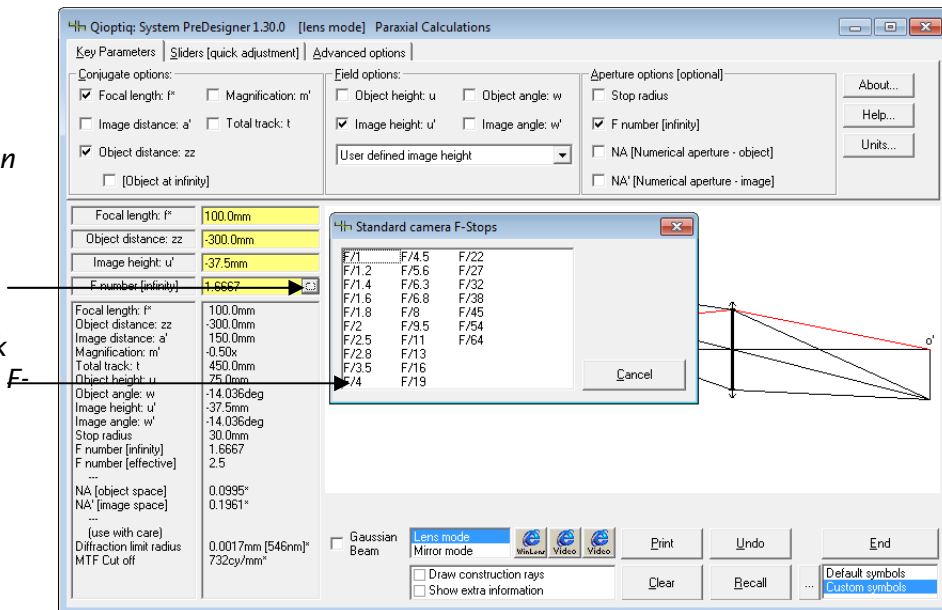 Qioptiq: System PreDesigner 1.30.0 [lens mode] Paraxial Calculations
Key Parameters Sliders [quick adjustment] Advanced options
Conjugate options:
Focal length: f* Magnification: m'
Image distance: a' Total track: t
Object distance: zz
[Object at infinity]
Field options:
Object height: u Object angle: w
Image height: u' Image angle: w'
User defined image height
Aperture options [optional]
Stop radius
F number [infinity]
NA [Numerical aperture - object]
NA' [Numerical aperture - image]
About...
Help...
Units...
n
k
F-
Focal length: f* 100.0mm
Object distance: zz -300.0mm
Image height: u' -37.5mm
F number [infinity] 1.6667
Focal length: f* 100.0mm
Object distance: zz -300.0mm
Image distance: a' 150.0mm
Magnification: m' -0.50x
Total track: t 450.0mm
Object height: u 75.0mm
Object angle: w -14.036deg
Image height: u' -37.5mm
Image angle: w' -14.036deg
Stop radius 30.0mm
F number [infinity] 1.6667
F number [effective] 2.5
...
NA [object space] 0.0995*
NA' [image space] 0.1961*
...
(use with care)
Diffraction limit radius 0.0017mm [546nm]*
MTF Cut off 732cy/mm*
Standard camera F-Stops
F/1 F/4.5 F/22
F/1.2 F/5.6 F/27
F/1.4 F/6.3 F/32
F/1.6 F/6.8 F/38
F/1.8 F/8 F/45
F/2 F/9.5 F/54
F/2.5 F/11 F/64
F/2.8 F/13
F/3.5 F/16
F/4 F/19
Cancel
o'
Gaussian Beam
Lens mode
Mirror mode
WinLens Video Video
Print Undo End
Draw construction rays
Show extra information
Clear Recall ...
Default symbols
Custom symbols